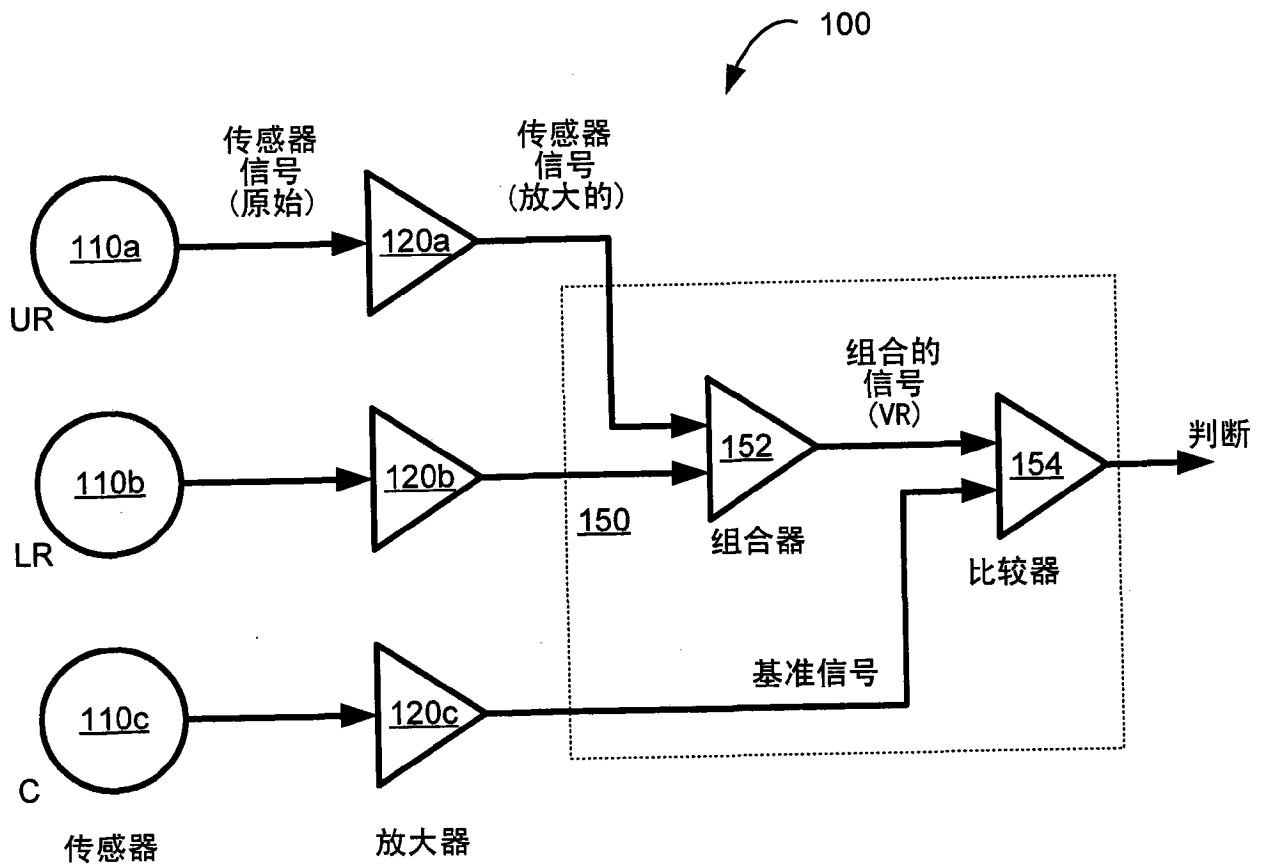 100
传感器
信号
(原始)
传感器
信号
(放大的)
110a
120a
UR
组合的
信号
(VR)
152
判断
154
110b
120b
150
LR
组合器
比较器
基准信号
110c
120c
C
传感器
放大器